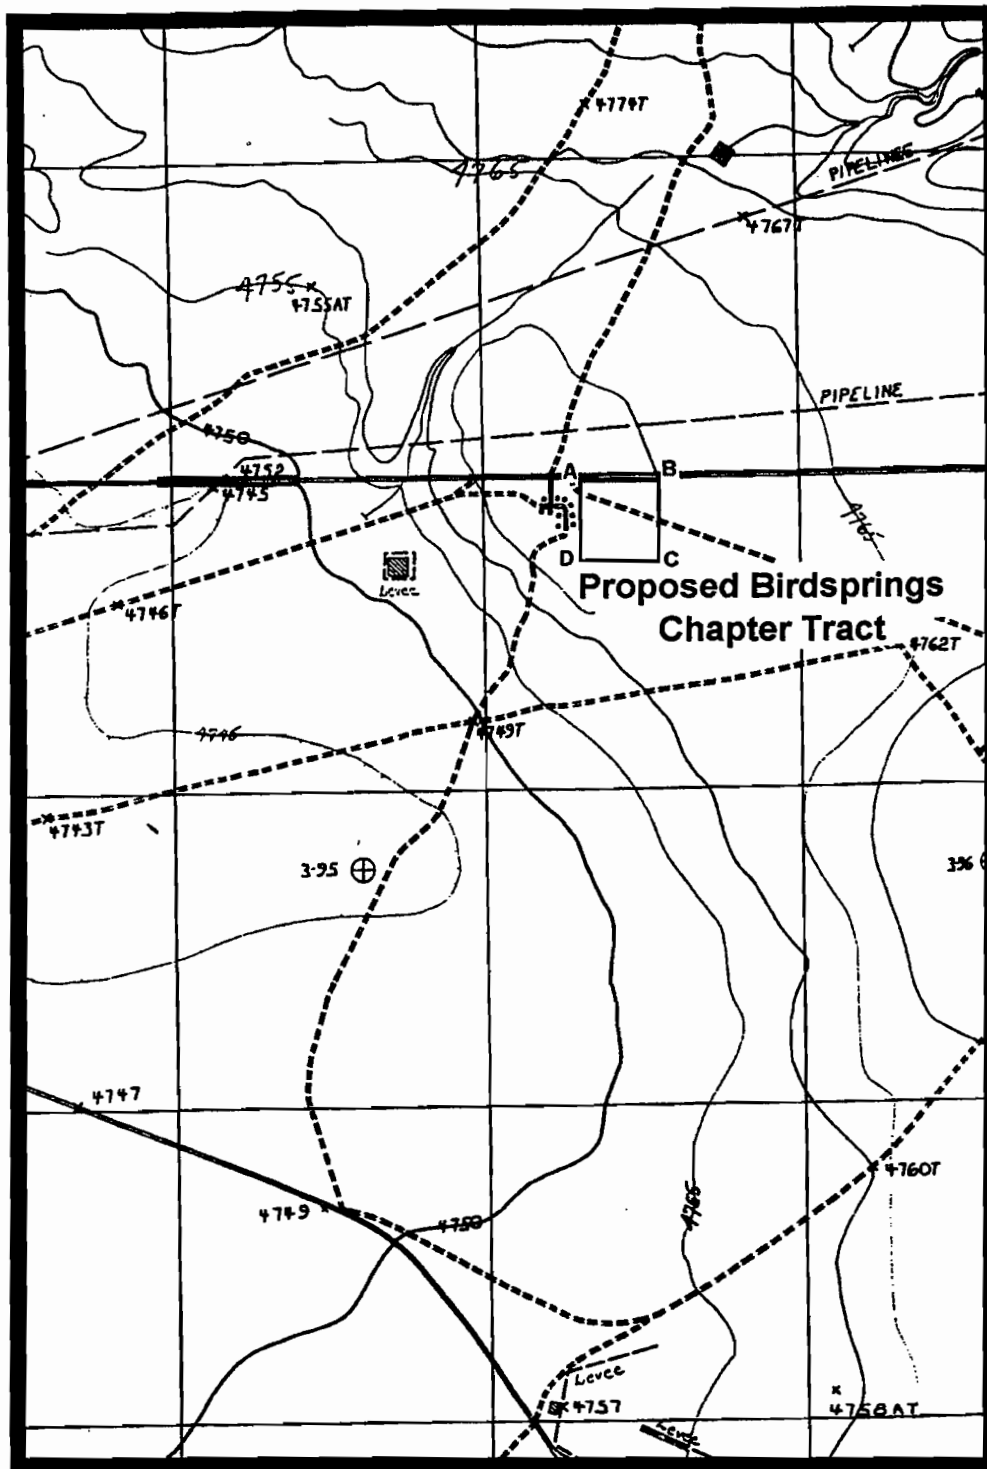 4774T
4765
PIPELINE
4767T
4755
4755AT
PIPELINE
4750
4752
4745
A
B
4765
D
C
Levee
Proposed Birdsprings
Chapter Tract
4746T
4762T
4746
4749T
4743T
3-95
3-96
4747
4760T
4749
4750
4765
Levee
4757
4758AT
Levee